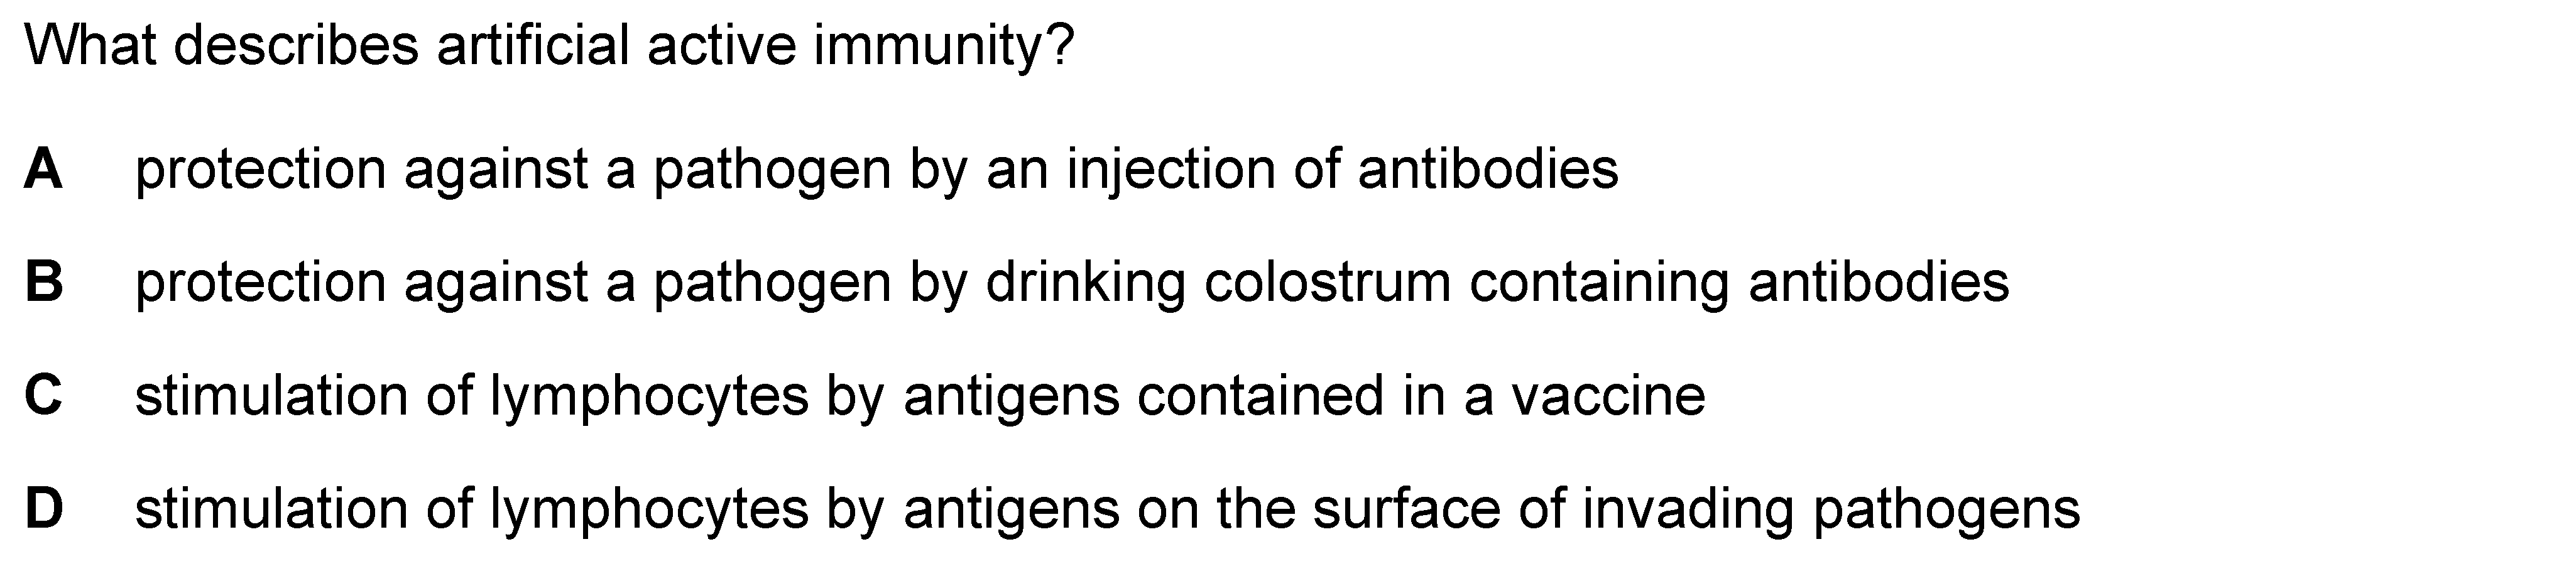 What describes artificial active immunity?
A protection against a pathogen by an injection of antibodies
B protection against a pathogen by drinking colostrum containing antibodies
C stimulation of lymphocytes by antigens contained in a vaccine
D stimulation of lymphocytes by antigens on the surface of invading pathogens